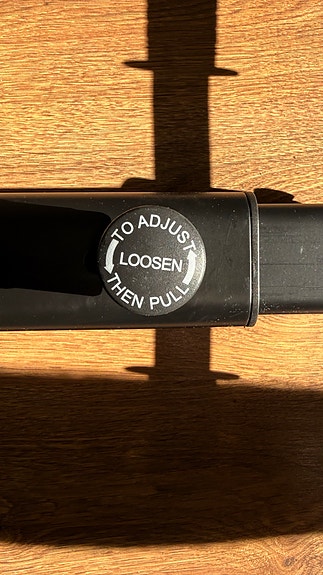 TO ADJUST
LOOSEN
THEN PULL